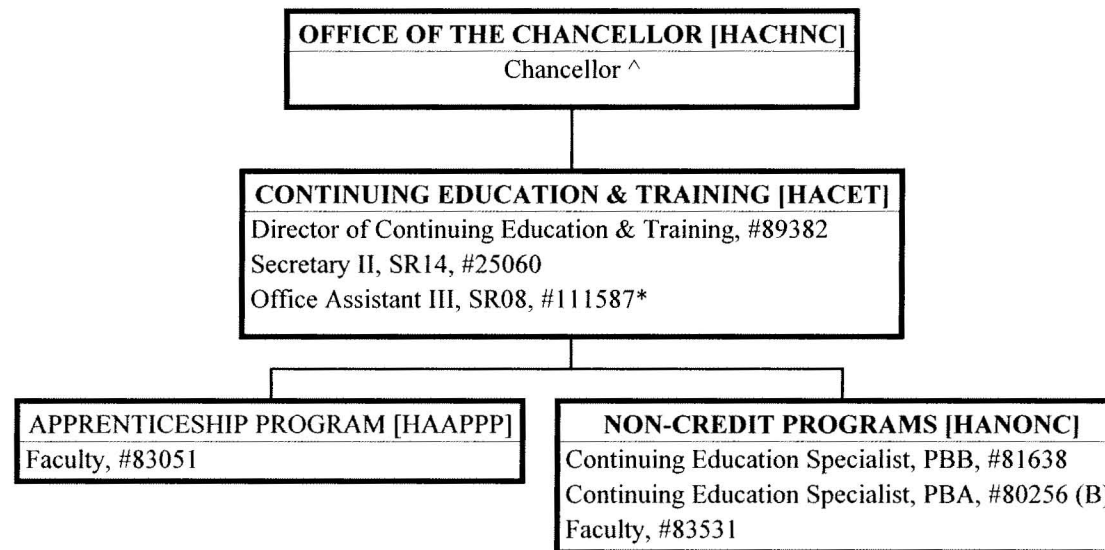 OFFICE OF THE CHANCELLOR [HACHNC]
Chancellor ^
CONTINUING EDUCATION & TRAINING [HACET]
Director of Continuing Education & Training, #89382
Secretary II, SR14, #25060
Office Assistant III, SR08, #111587*
APPRENTICESHIP PROGRAM [HAAPPP]
Faculty, #83051
NON-CREDIT PROGRAMS [HANONC]
Continuing Education Specialist, PBB, #81638
Continuing Education Specialist, PBA, #80256 (B)
Faculty, #83531